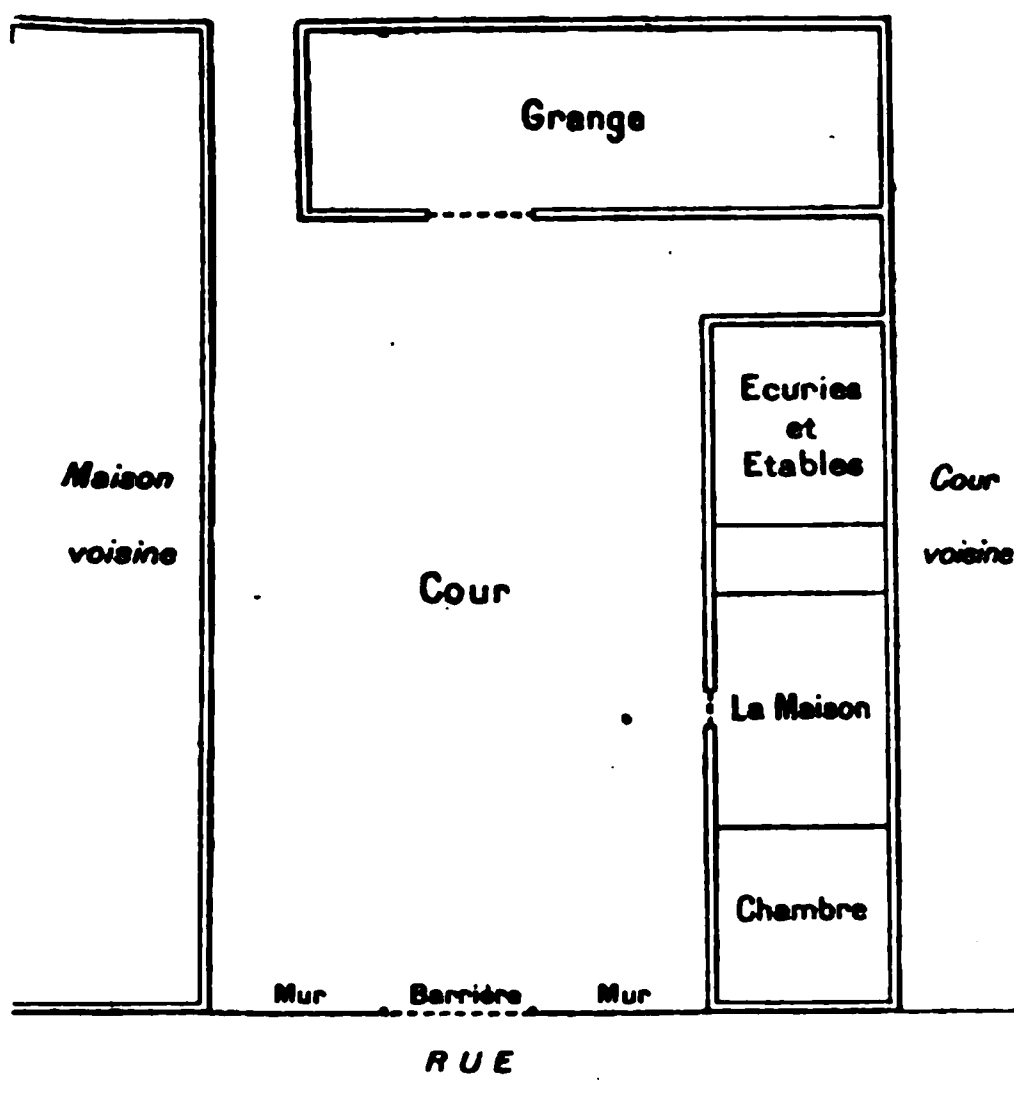 Grange
Ecuries
et
Etables
Maison
voisine
Cour
voisine
Cour
La Maison
Chambre
Mur
Barrière
Mur
RUE